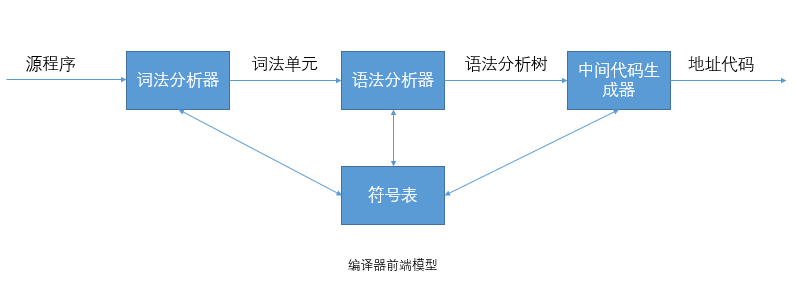 源程序
词法分析器
词法单元
语法分析器
语法分析树
中间代码生
成器
地址代码
符号表
编译器前端模型